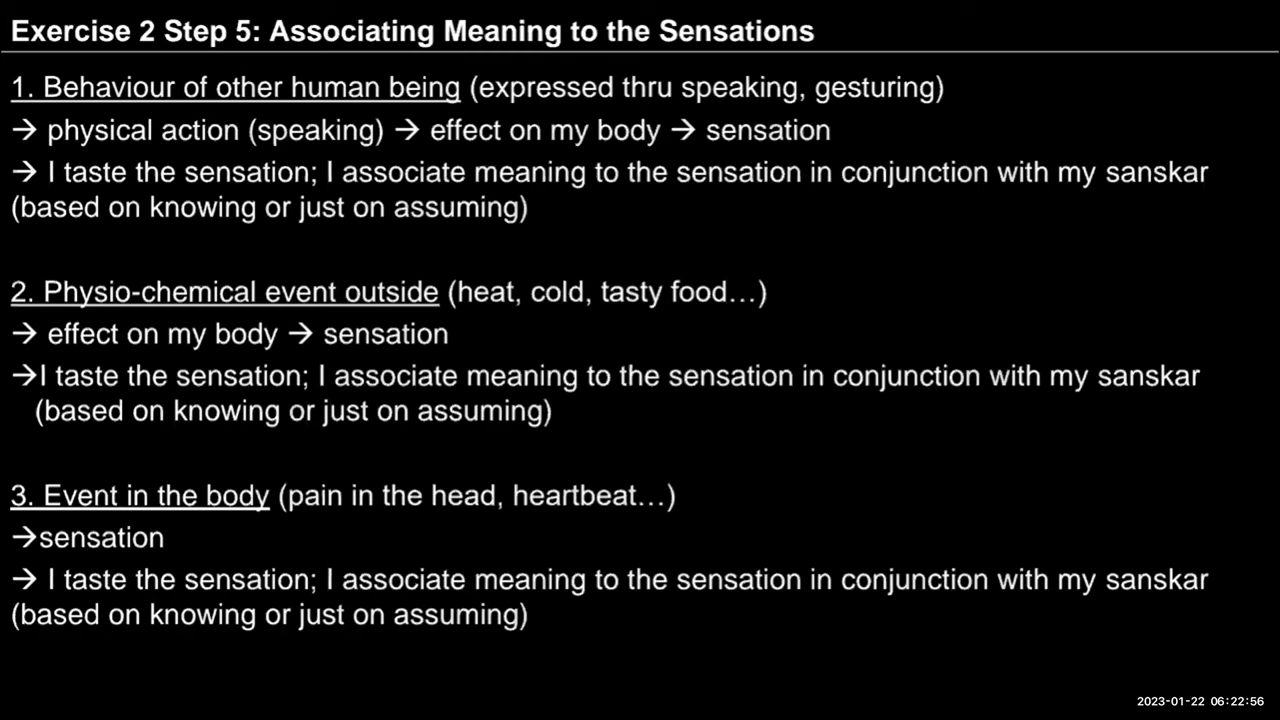 Exercise 2 Step 5: Associating Meaning to the Sensations
1. Behaviour of other human being (expressed thru speaking, gesturing)
→ physical action (speaking) → effect on my body → sensation
→ I taste the sensation; I associate meaning to the sensation in conjunction with my sanskar
(based on knowing or just on assuming)
2. Physio-chemical event outside (heat, cold, tasty food…)
→ effect on my body → sensation
→I taste the sensation; I associate meaning to the sensation in conjunction with my sanskar
(based on knowing or just on assuming)
3. Event in the body (pain in the head, heartbeat…)
→sensation
→ I taste the sensation; I associate meaning to the sensation in conjunction with my sanskar
(based on knowing or just on assuming)
2023-01-22 06:22:56